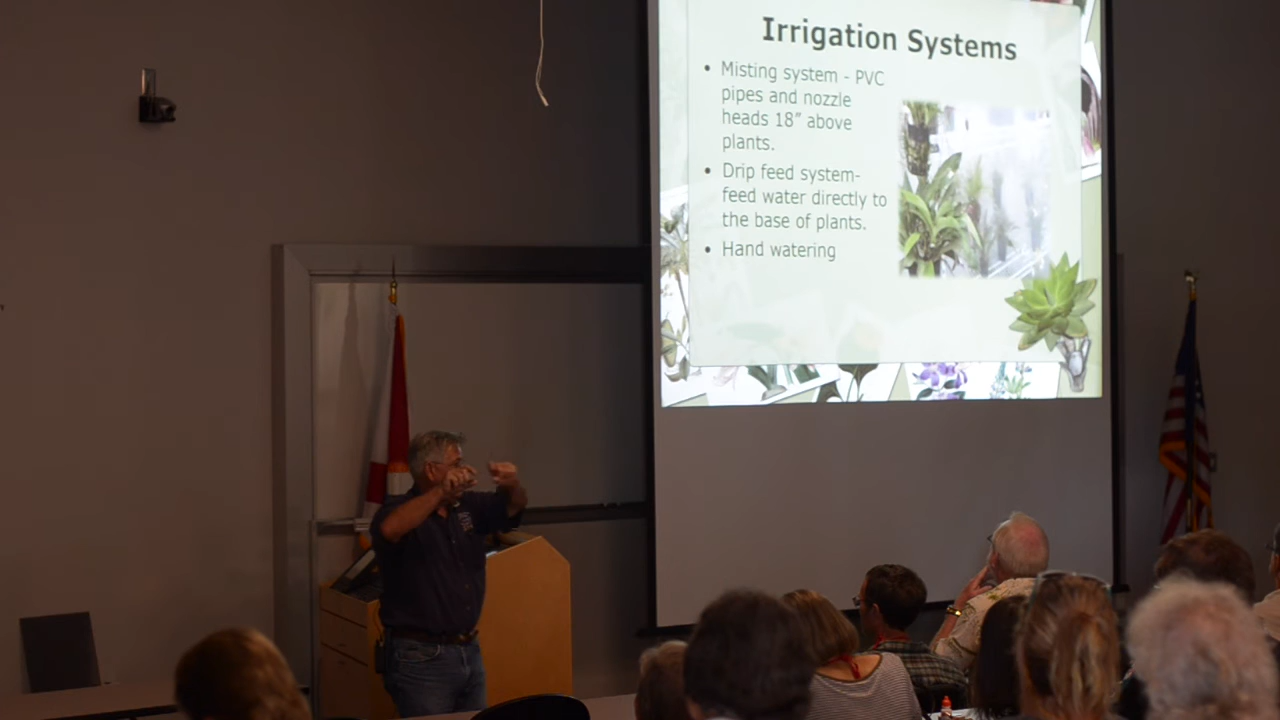 Irrigation Systems
• Misting system - PVC
pipes and nozzle
heads 18” above
plants.
• Drip feed system-
feed water directly to
the base of plants.
• Hand watering